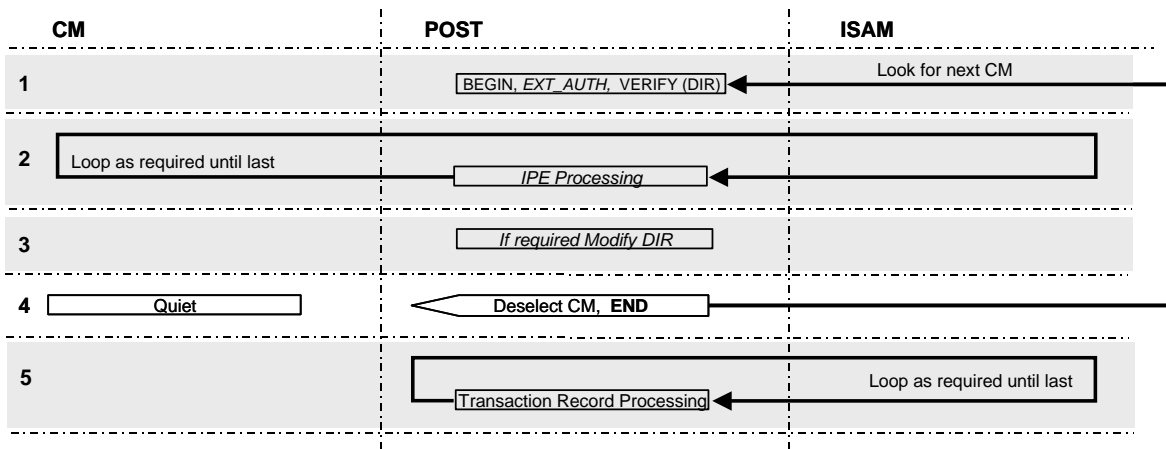 CM POST ISAM
1
BEGIN, EXT_AUTH, VERIFY (DIR)
Look for next CM
2
Loop as required until last
IPE Processing
3
If required Modify DIR
4
Quiet
Deselect CM, END
5
Loop as required until last
Transaction Record Processing